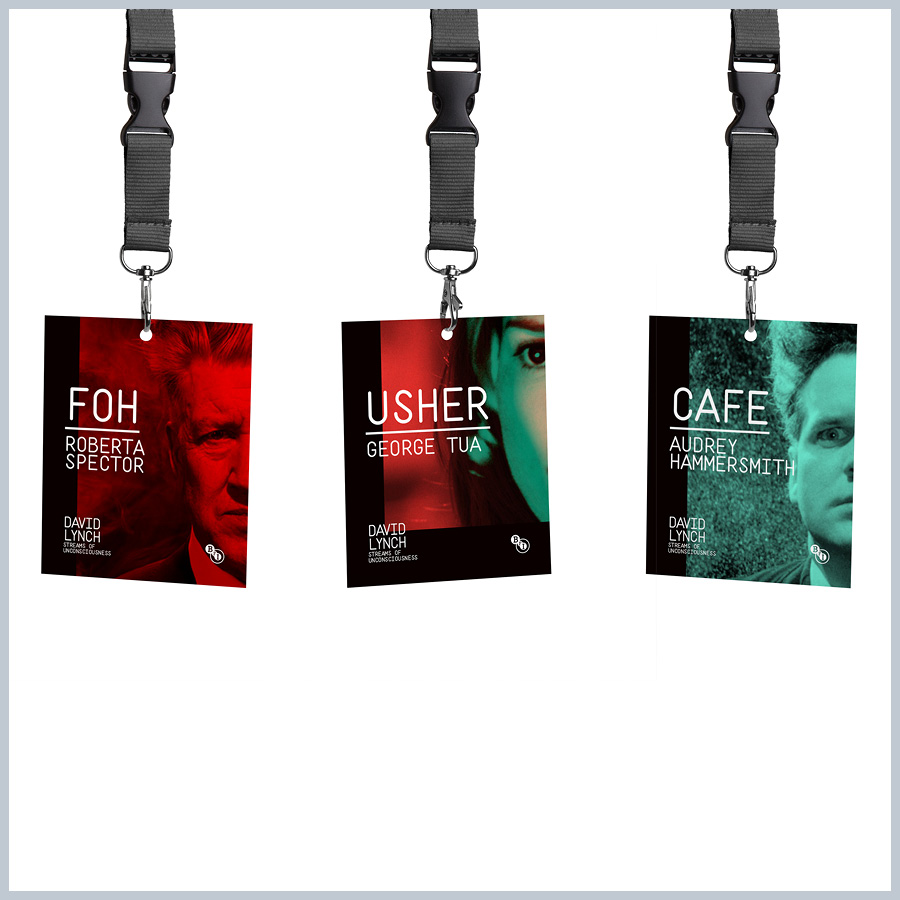 FOH
ROBERTA
SPECTOR
DAVID
LYNCH
STREAMS OF
UNCONSCIOUSNESS
BFI
USHER
GEORGE TUA
DAVID
LYNCH
STREAMS OF
UNCONSCIOUSNESS
BFI
CAFE
AUDREY
HAMMERSMITH
DAVID
LYNCH
STREAMS OF
UNCONSCIOUSNESS
BFI